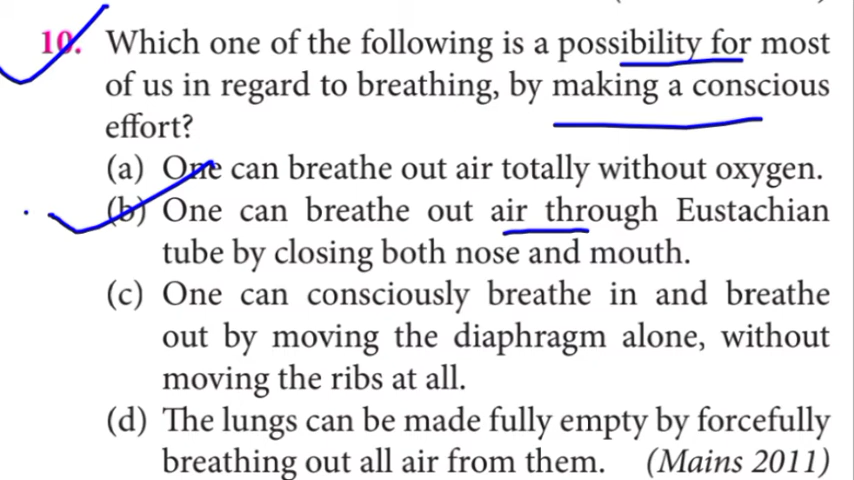 10. Which one of the following is a possibility for most
of us in regard to breathing, by making a conscious
effort?
(a) One can breathe out air totally without oxygen.
(b) One can breathe out air through Eustachian
tube by closing both nose and mouth.
(c) One can consciously breathe in and breathe
out by moving the diaphragm alone, without
moving the ribs at all.
(d) The lungs can be made fully empty by forcefully
breathing out all air from them. (Mains 2011)